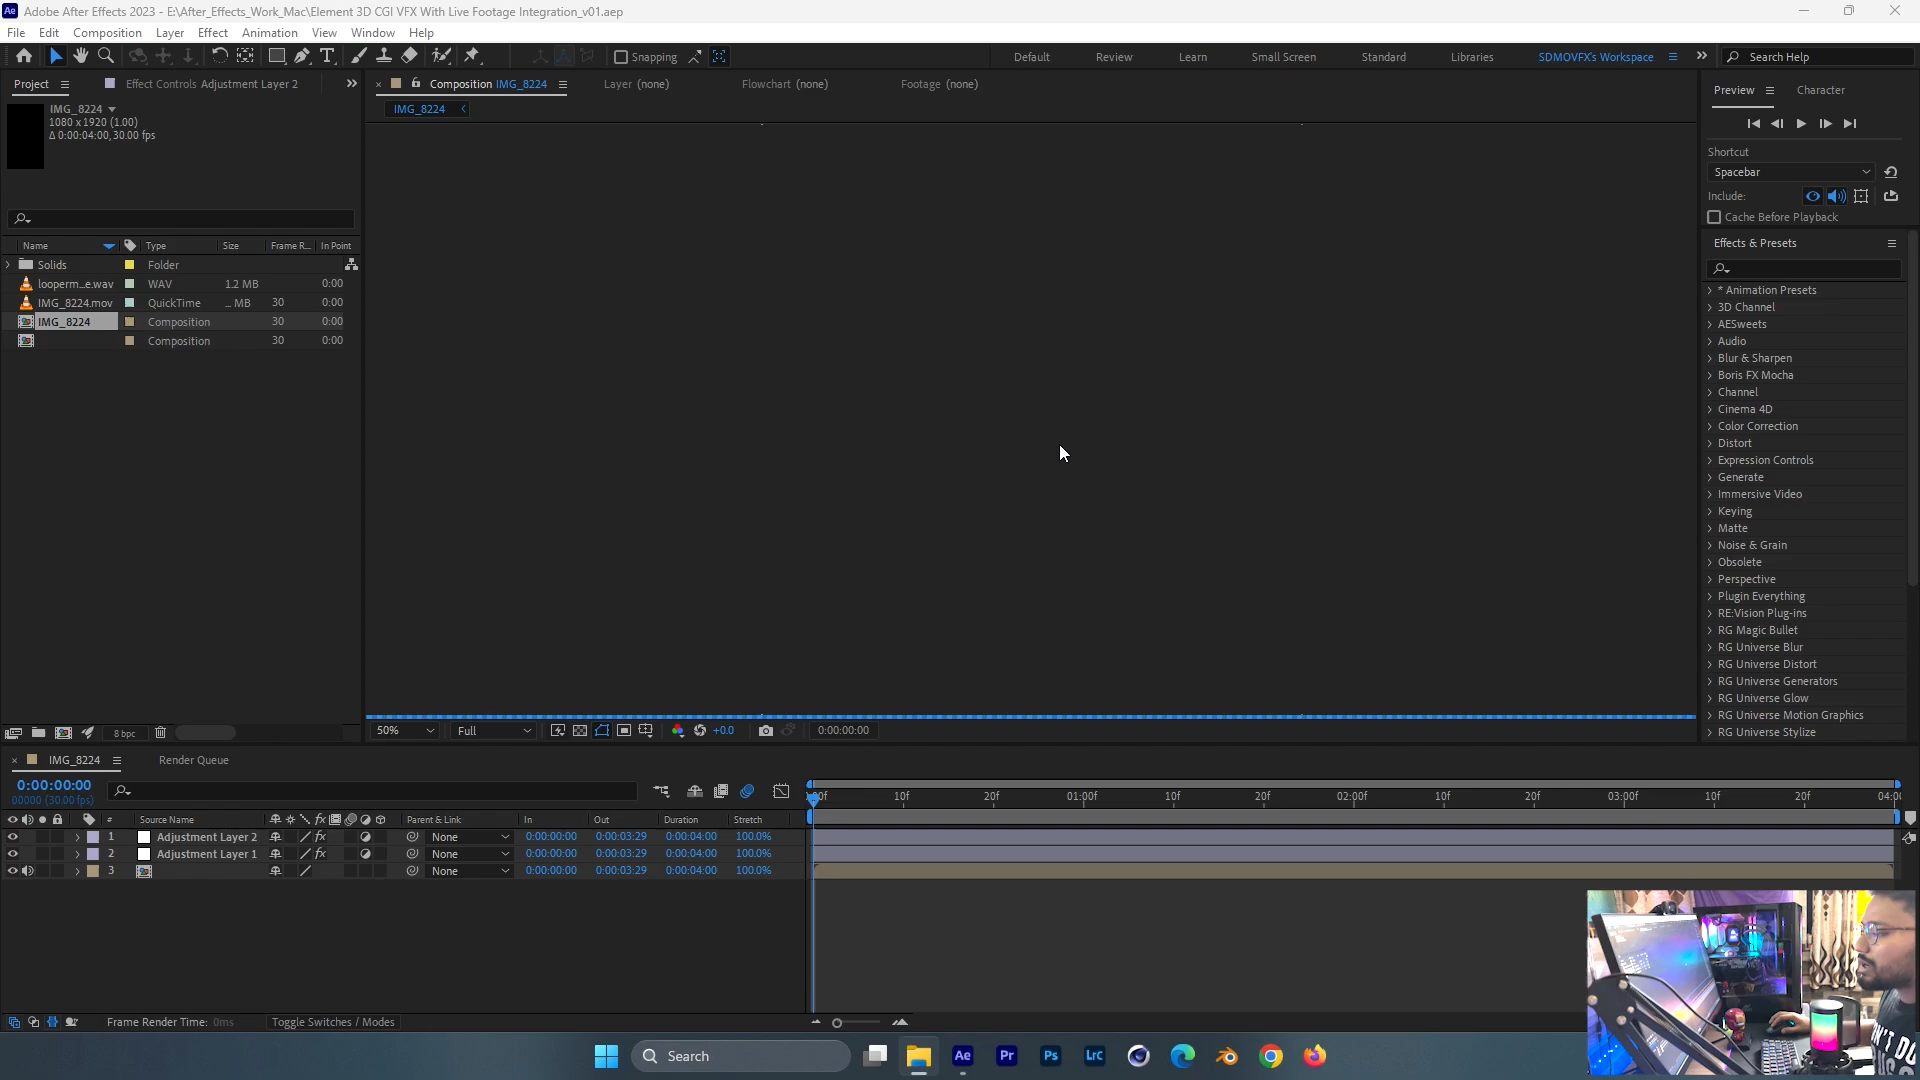 Adobe After Effects 2023 - E:\After_Effects_Work_Mac\Element 3D CGI VFX With Live Footage Integration_v01.aep
File Edit Composition Layer Effect Animation View Window Help
Snapping
Default Review Learn Small Screen Standard Libraries SDMOVFX's Workspace
Search Help
Project
Effect Controls Adjustment Layer 2
Composition IMG_8224
Layer (none)
Flowchart (none)
Footage (none)
IMG_8224
IMG_8224
1080 x 1920 (1.00)
Δ 0:00:04:00, 30.00 fps
Name Type Size Frame R... In Point
Solids Folder
looperm_e.wav WAV 1.2 MB 0:00
IMG_8224.mov QuickTime _ MB 30 0:00
IMG_8224 Composition 30 0:00
Composition 30 0:00
8 bpc
50%
Full
+0.0
0:00:00:00
Preview
Character
Shortcut
Spacebar
Include:
Cache Before Playback
Effects & Presets
* Animation Presets
3D Channel
AESweets
Audio
Blur & Sharpen
Boris FX Mocha
Channel
Cinema 4D
Color Correction
Distort
Expression Controls
Generate
Immersive Video
Keying
Matte
Noise & Grain
Obsolete
Perspective
Plugin Everything
RE:Vision Plug-ins
RG Magic Bullet
RG Universe Blur
RG Universe Distort
RG Universe Generators
RG Universe Glow
RG Universe Motion Graphics
RG Universe Stylize
IMG_8224
Render Queue
0:00:00:00
00000 (30.00 fps)
:00f 10f 20f 01:00f 10f 20f 02:00f 10f 20f 03:00f 10f 20f 04:00
# Source Name fx Parent & Link In Out Duration Stretch
1 Adjustment Layer 2 fx None 0:00:00:00 0:00:03:29 0:00:04:00 100.0%
2 Adjustment Layer 1 fx None 0:00:00:00 0:00:03:29 0:00:04:00 100.0%
3 None 0:00:00:00 0:00:03:29 0:00:04:00 100.0%
Frame Render Time: 0ms
Toggle Switches / Modes
Search
Ae
Pr
Ps
LrC
DON'T DO